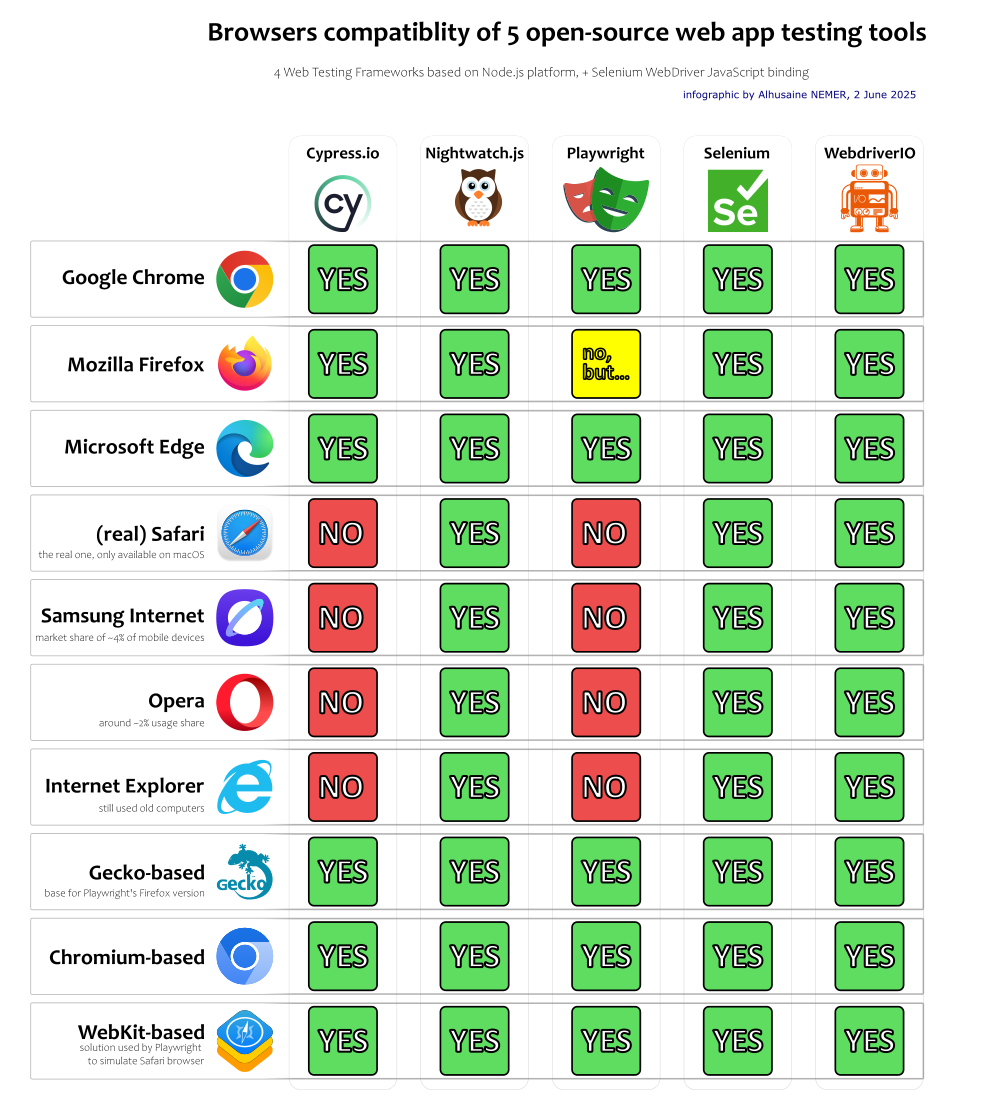 Browsers compatiblity of 5 open-source web app testing tools
4 Web Testing Frameworks based on Node.js platform, + Selenium WebDriver JavaScript binding
infographic by Alhusaine NEMER, 2 June 2025
Cypress.io Nightwatch.js Playwright Selenium WebdriverIO
cy Se I/O
Google Chrome YES YES YES YES YES
Mozilla Firefox YES YES no, but... YES YES
Microsoft Edge YES YES YES YES YES
(real) Safari NO YES NO YES YES
the real one, only available on macOS
Samsung Internet NO YES NO YES YES
market share of ~4% of mobile devices
Opera NO YES NO YES YES
around ~2% usage share
Internet Explorer NO YES NO YES YES
still used old computers
Gecko-based Gecko YES YES YES YES YES
base for Playwright's Firefox version
Chromium-based YES YES YES YES YES
WebKit-based YES YES YES YES YES
solution used by Playwright
to simulate Safari browser